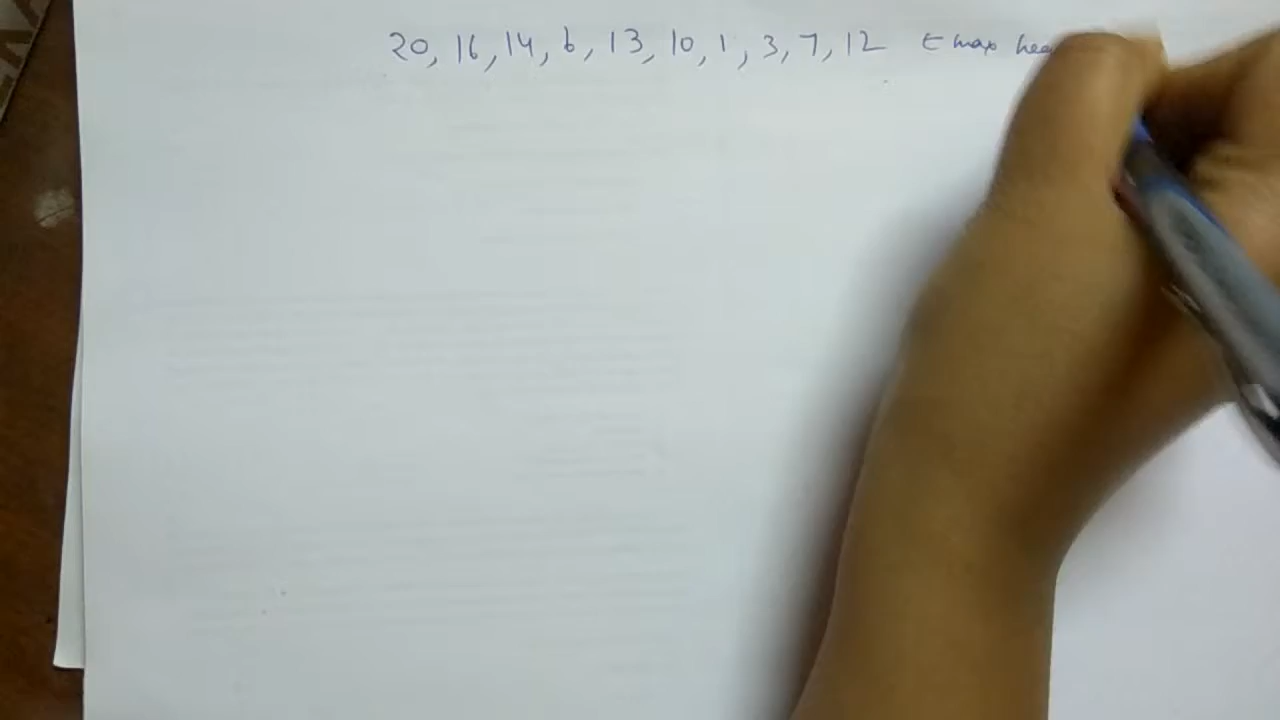 20, 16, 14, 6, 13, 10, 1, 3, 7, 12 ← max